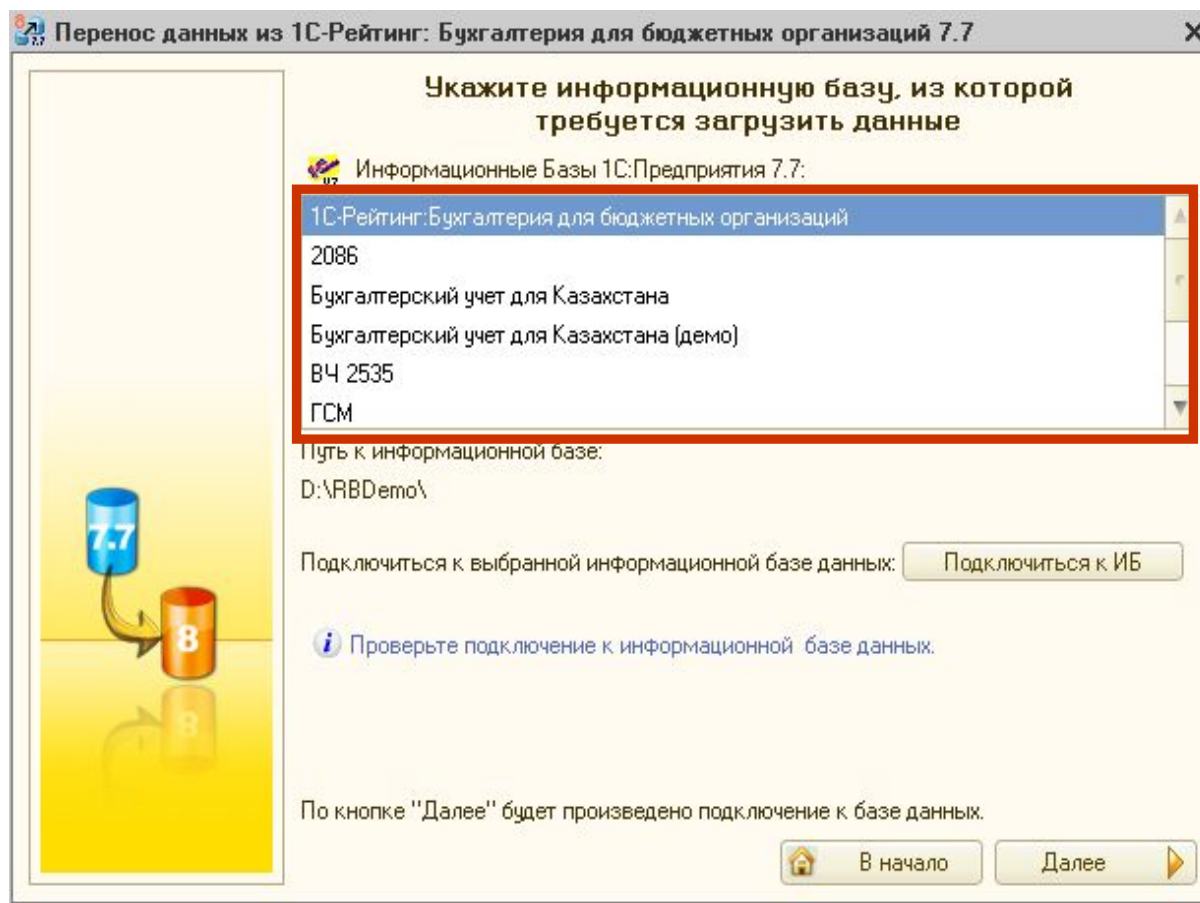 Перенос данных из 1С-Рейтинг: Бухгалтерия для бюджетных организаций 7.7
Укажите информационную базу, из которой
требуется загрузить данные
Информационные Базы 1С:Предприятия 7.7:
1С-Рейтинг:Бухгалтерия для бюджетных организаций
2086
Бухгалтерский учет для Казахстана
Бухгалтерский учет для Казахстана (демо)
ВЧ 2535
ГСМ
Путь к информационной базе:
D:\RBDemo\
7.7
Подключиться к выбранной информационной базе данных: Подключиться к ИБ
8
Проверьте подключение к информационной базе данных.
8
По кнопке "Далее" будет произведено подключение к базе данных.
В начало Далее